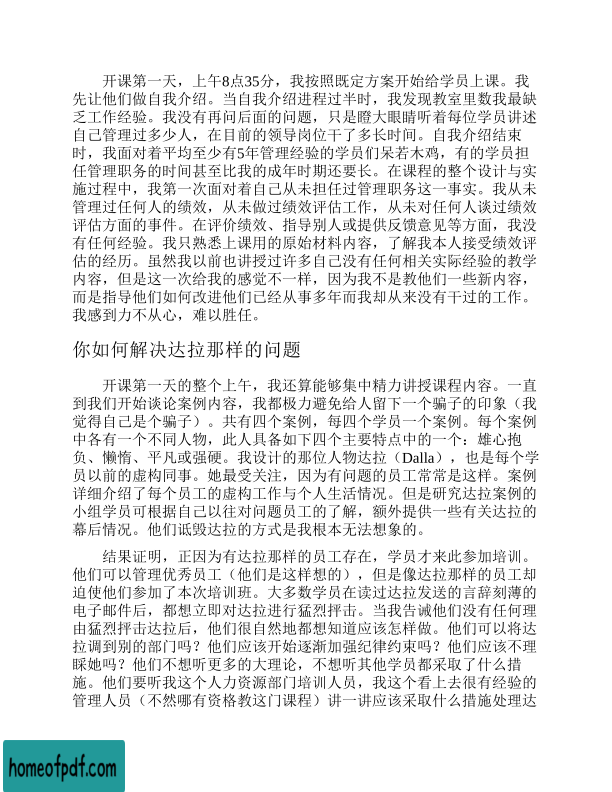 开课第一天，上午8点35分，我按照既定方案开始给学员上课。我
先让他们做自我介绍。当自我介绍进程过半时，我发现教室里数我最缺
乏工作经验。我没有再问后面的问题，只是瞪大眼睛听着每位学员讲述
自己管理过多少人，在目前的领导岗位干了多长时间。自我介绍结束
时，我面对着平均至少有5年管理经验的学员们呆若木鸡，有的学员担
任管理职务的时间甚至比我的成年时期还要长。在课程的整个设计与实
施过程中，我第一次面对着自己从未担任过管理职务这一事实。我从未
管理过任何人的绩效，从未做过绩效评估工作，从未对任何人谈过绩效
评估方面的事件。在评价绩效、指导别人或提供反馈意见等方面，我没
有任何经验。我只熟悉上课用的原始材料内容，了解我本人接受绩效评
估的经历。虽然我以前也讲授过许多自己没有任何相关实际经验的教学
内容，但是这一次给我的感觉不一样，因为我不是教他们一些新内容，
而是指导他们如何改进他们已经从事多年而我却从来没有干过的工作。
我感到力不从心，难以胜任。
你如何解决达拉那样的问题
开课第一天的整个上午，我还算能够集中精力讲授课程内容。一直
到我们开始谈论案例内容，我都极力避免给人留下一个骗子的印象（我
觉得自己是个骗子）。共有四个案例，每四个学员一个案例。每个案例
中各有一个不同人物，此人具备如下四个主要特点中的一个：雄心抱
负、懒惰、平凡或强硬。我设计的那位人物达拉（Dalla），也是每个学
员以前的虚构同事。她最受关注，因为有问题的员工常常是这样。案例
详细介绍了每个员工的虚构工作与个人生活情况。但是研究达拉案例的
小组学员可根据自己以往对问题员工的了解，额外提供一些有关达拉的
幕后情况。他们诋毁达拉的方式是我根本无法想象的。
结果证明，正因为有达拉那样的员工存在，学员才来此参加培训。
他们可以管理优秀员工（他们是这样想的），但是像达拉那样的员工却
迫使他们参加了本次培训班。大多数学员在读过达拉发送的言辞刻薄的
电子邮件后，都想立即对达拉进行猛烈抨击。当我告诫他们没有任何理
由猛烈抨击达拉后，他们很自然地都想知道应该怎样做。他们可以将达
拉调到别的部门吗？他们应该开始逐渐加强纪律约束吗？他们应该不理
睬她吗？他们不想听更多的大理论，不想听其他学员都采取了什么措
施。他们要听我这个人力资源部门培训人员，我这个看上去很有经验的
管理人员（不然哪有资格教这门课程）讲一讲应该采取什么措施处理达
homeofpdf.com